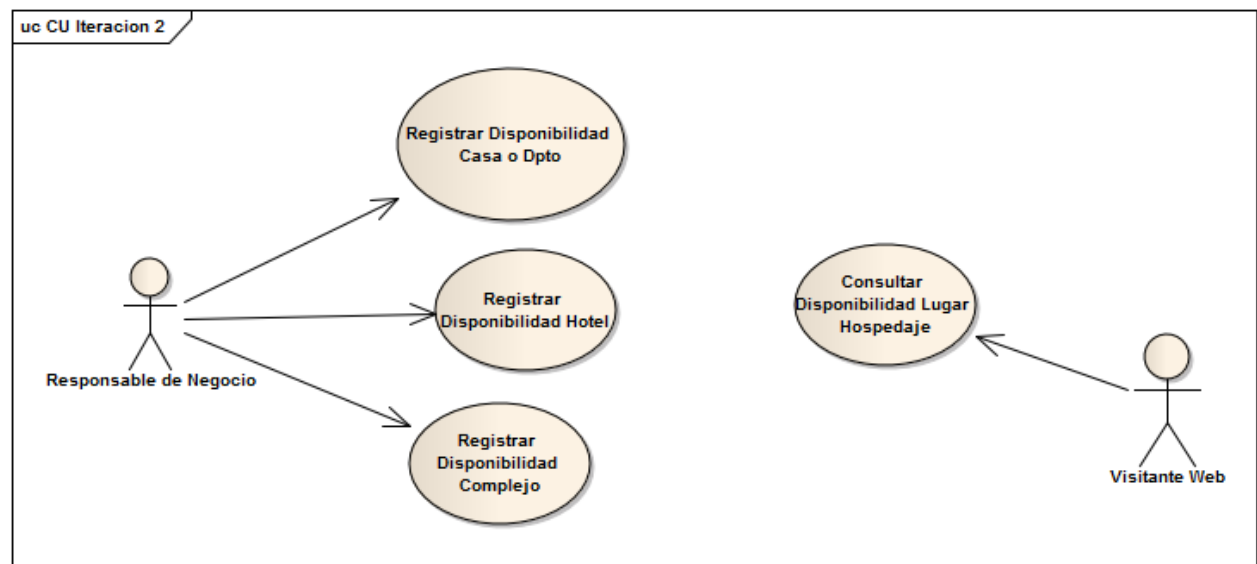 uc CU Iteracion 2
Registrar Disponibilidad
Casa o Dpto
Registrar
Disponibilidad Hotel
Responsable de Negocio
Registrar
Disponibilidad
Complejo
Consultar
Disponibilidad Lugar
Hospedaje
Visitante Web